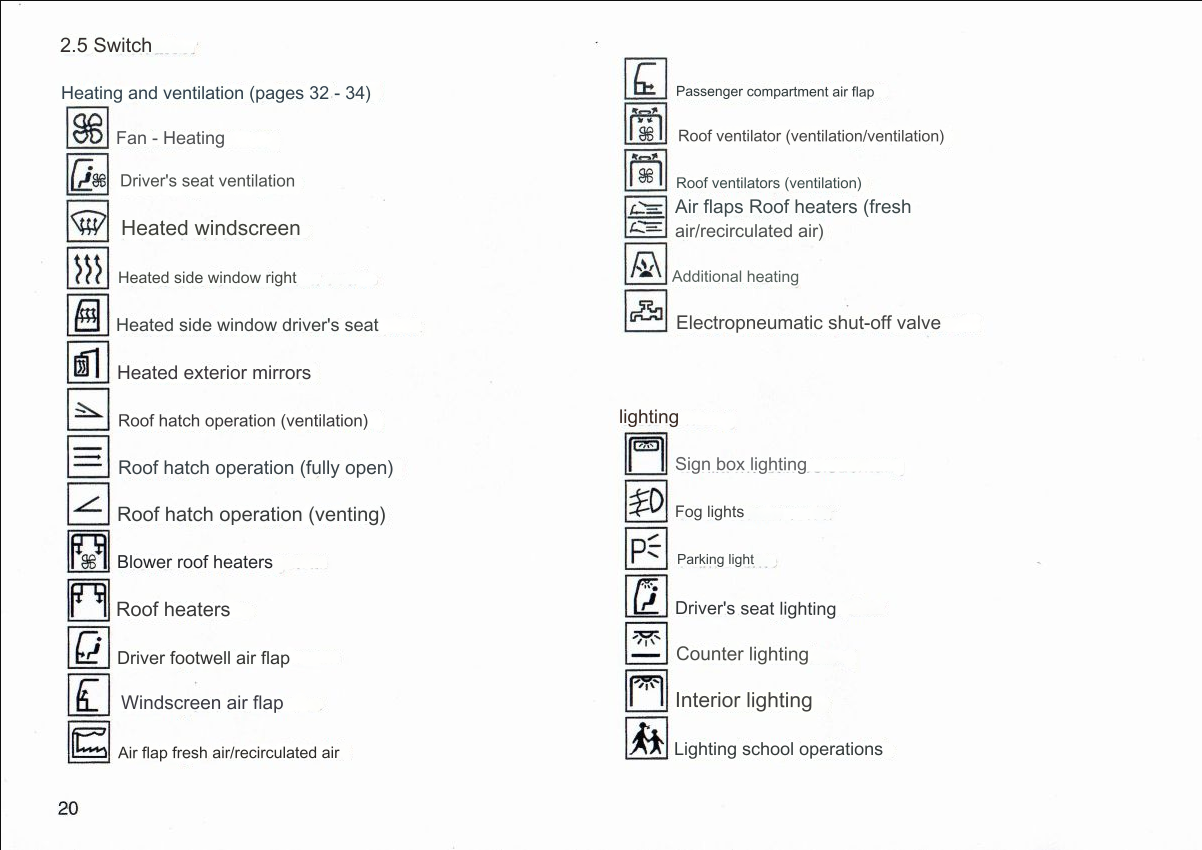 2.5 Switch
Heating and ventilation (pages 32 - 34)
Fan - Heating
Driver's seat ventilation
Heated windscreen
Heated side window right
Heated side window driver's seat
Heated exterior mirrors
Roof hatch operation (ventilation)
Roof hatch operation (fully open)
Roof hatch operation (venting)
Blower roof heaters
Roof heaters
Driver footwell air flap
Windscreen air flap
Air flap fresh air/recirculated air
20
Passenger compartment air flap
Roof ventilator (ventilation/ventilation)
Roof ventilators (ventilation)
Air flaps Roof heaters (fresh
air/recirculated air)
Additional heating
Electropneumatic shut-off valve
lighting
Sign box lighting
Fog lights
P
Parking light
Driver's seat lighting
Counter lighting
Interior lighting
Lighting school operations